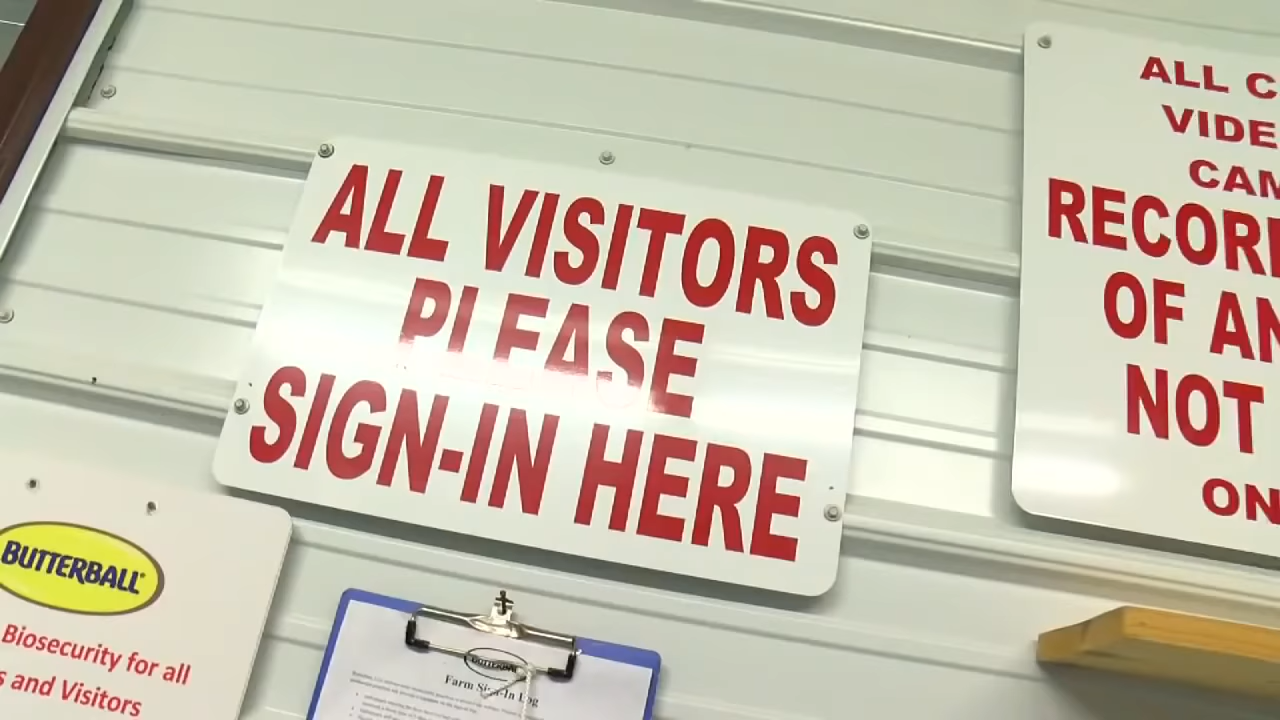 ALL VISITORS
PLEASE
SIGN-IN HERE
ALL C
VIDE
CAM
RECOR
OF AN
NOT
ON
BUTTERBALL
Biosecurity for all
s and Visitors
BUTTERBALL
Farm Sign-In Log